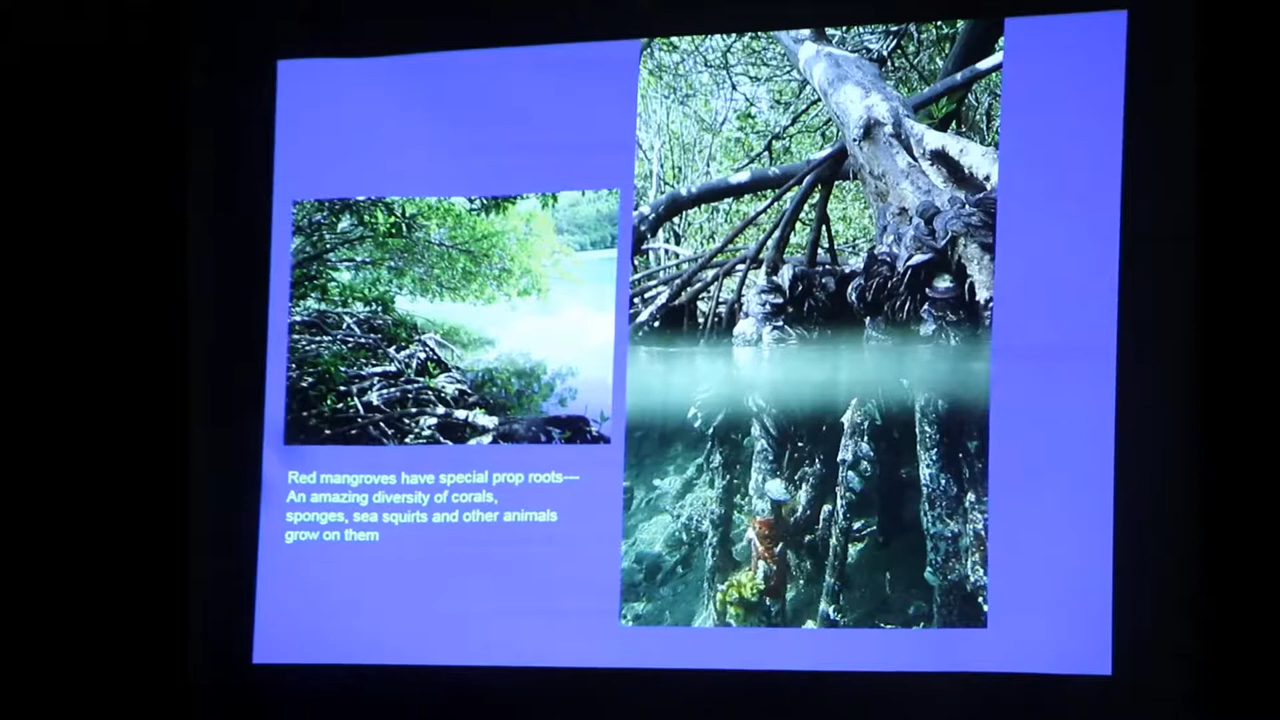 Red mangroves have special prop roots---
An amazing diversity of corals,
sponges, sea squirts and other animals
grow on them